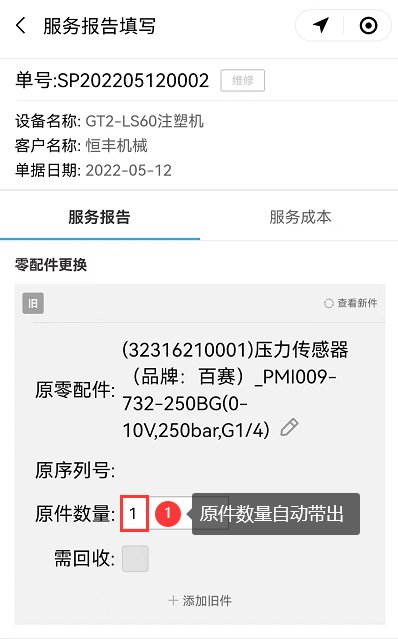 服务报告填写
单号:SP202205120002 维修
设备名称: GT2-LS60注塑机
客户名称: 恒丰机械
单据日期: 2022-05-12
服务报告 服务成本
零配件更换
旧 查看新件
(32316210001)压力传感器
（品牌：百赛）_PMI009-
原零配件: 732-250BG(0-
10V,250bar,G1/4)
原序列号:
原件数量: 1 1 原件数量自动带出
需回收:
+ 添加旧件